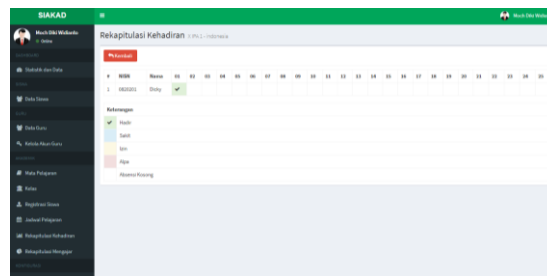 SIAKAD
Moch Diki Widianto
Online
Statistik dan Data
Data Siswa
Data Guru
Kelola Akun Guru
Mata Pelajaran
Kelas
Registrasi Siswa
Jadwal Pelajaran
Rekapitulasi Kehadiran
Rekapitulasi Mengajar
Rekapitulasi Kehadiran
Kembali
# NISN Nama 01 02 03 04 05 06 07 08 09 10 11 12 13 14 15 16 17 18 19 20 21 22 23 24 25
1 Dicky ✔
Keterangan
✔ Hadir
Sakit
Izin
Alpa
Absensi Kosong